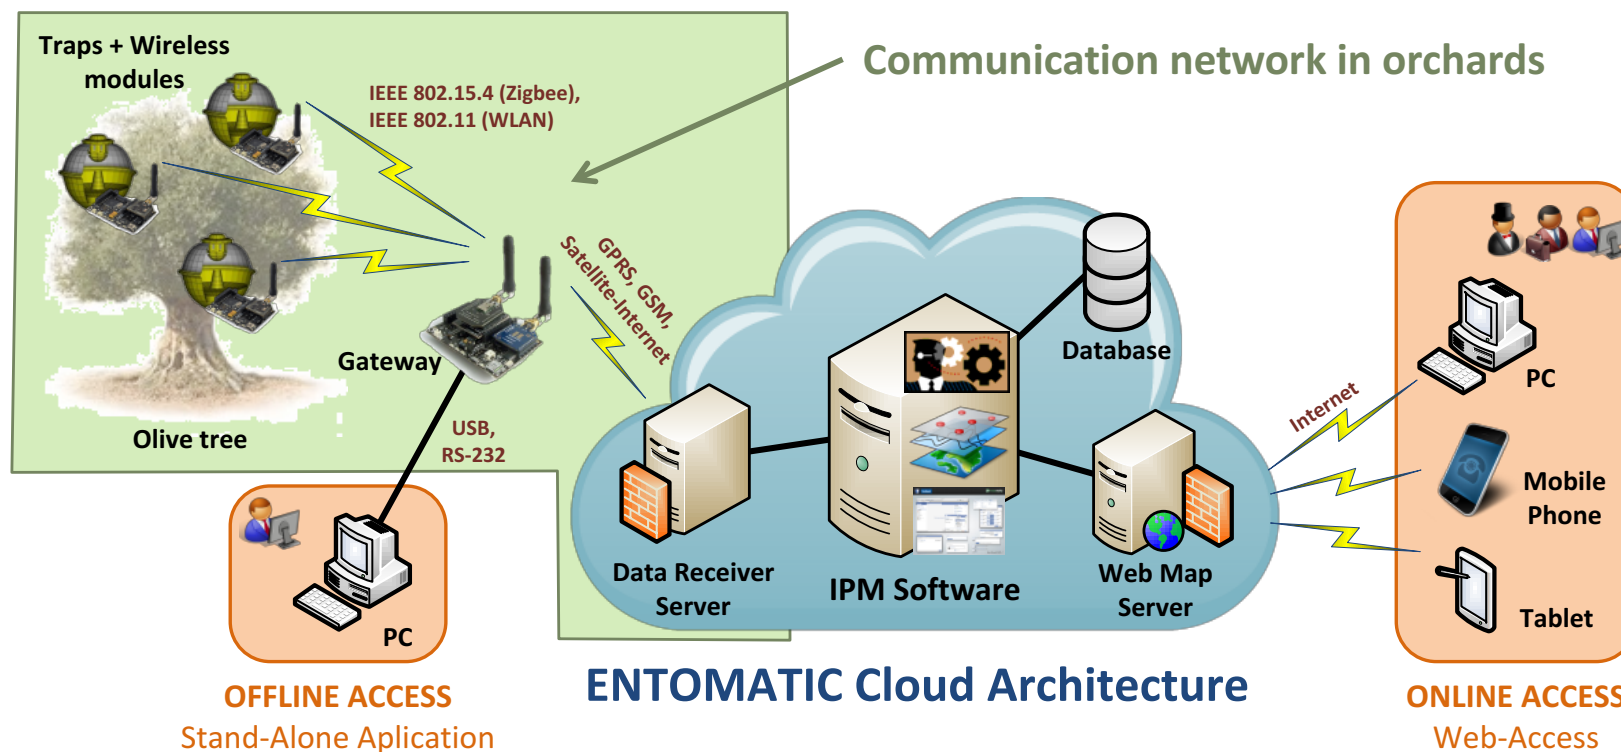 Traps + Wireless
modules
IEEE 802.15.4 (Zigbee),
IEEE 802.11 (WLAN)
Communication network in orchards
GPRS, GSM,
Satellite-Internet
Gateway
Olive tree
USB,
RS-232
Database
Internet
PC
Mobile
Phone
Tablet
Data Receiver
Server
IPM Software
Web Map
Server
PC
ENTOMATIC Cloud Architecture
OFFLINE ACCESS
Stand-Alone Aplication
ONLINE ACCESS
Web-Access